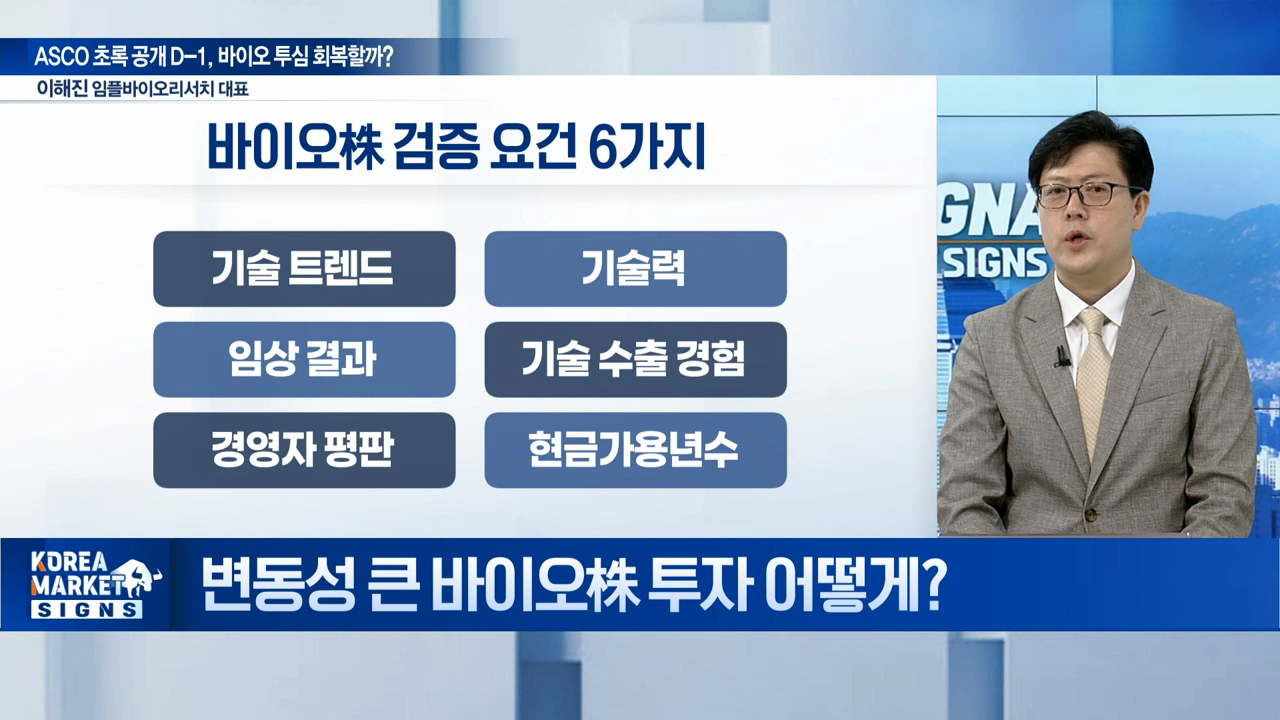 ASCO 초록 공개 D-1, 바이오 투심 회복할까?
이해진 임플바이오리서치 대표
바이오株 검증 요건 6가지
기술 트렌드
기술력
임상 결과
기술 수출 경험
경영자 평판
현금가용년수
GNA
SIGNS
KOREA
MARKET
SIGNS
변동성 큰 바이오株 투자 어떻게?